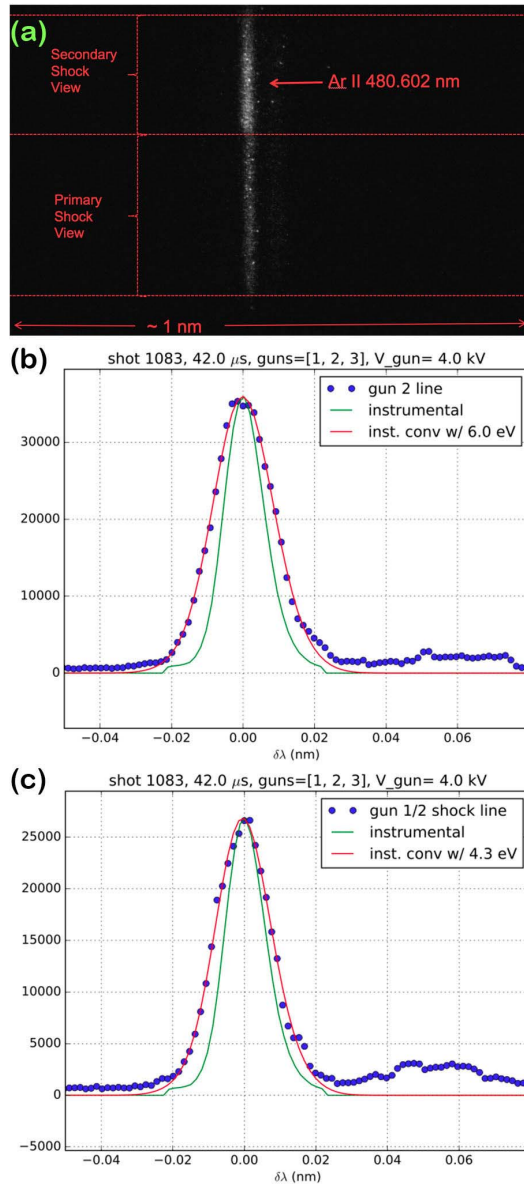 (a)
Secondary
Shock
View
Ar II 480.602 nm
Primary
Shock
View
~ 1 nm
(b)
shot 1083, 42.0 μs, guns=[1, 2, 3], V_gun= 4.0 kV
gun 2 line
instrumental
inst. conv w/ 6.0 eV
30000
20000
10000
0
−0.04 −0.02 0.00 0.02 0.04 0.06
δλ (nm)
(c)
shot 1083, 42.0 μs, guns=[1, 2, 3], V_gun= 4.0 kV
gun 1/2 shock line
instrumental
inst. conv w/ 4.3 eV
25000
20000
15000
10000
5000
0
−5000
−0.04 −0.02 0.00 0.02 0.04 0.06
δλ (nm)